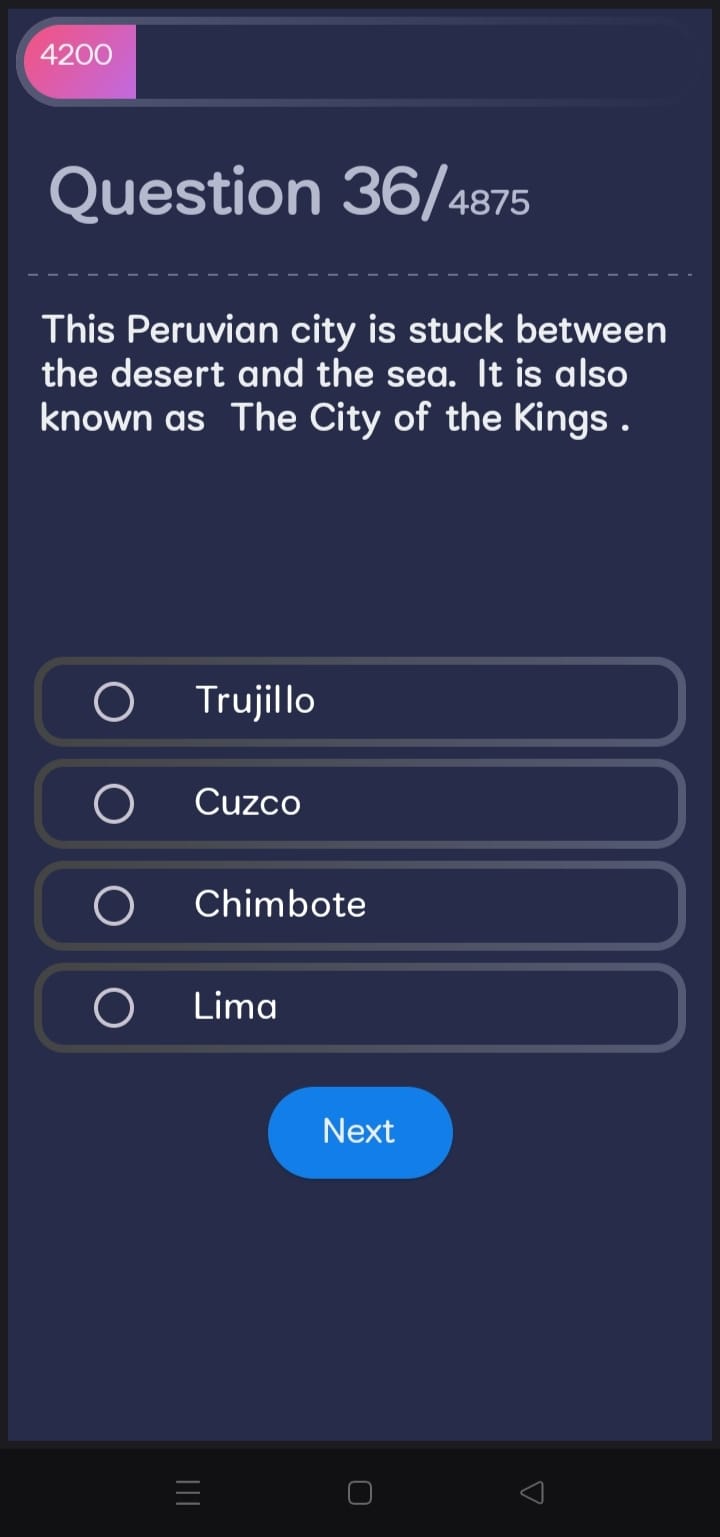 4200
Question 36/4875
This Peruvian city is stuck between
the desert and the sea. It is also
known as The City of the Kings .
Trujillo
Cuzco
Chimbote
Lima
Next